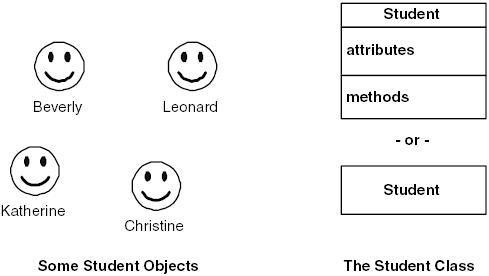 Beverly
Leonard
Katherine
Christine
Some Student Objects
Student
attributes
methods
- or -
Student
The Student Class